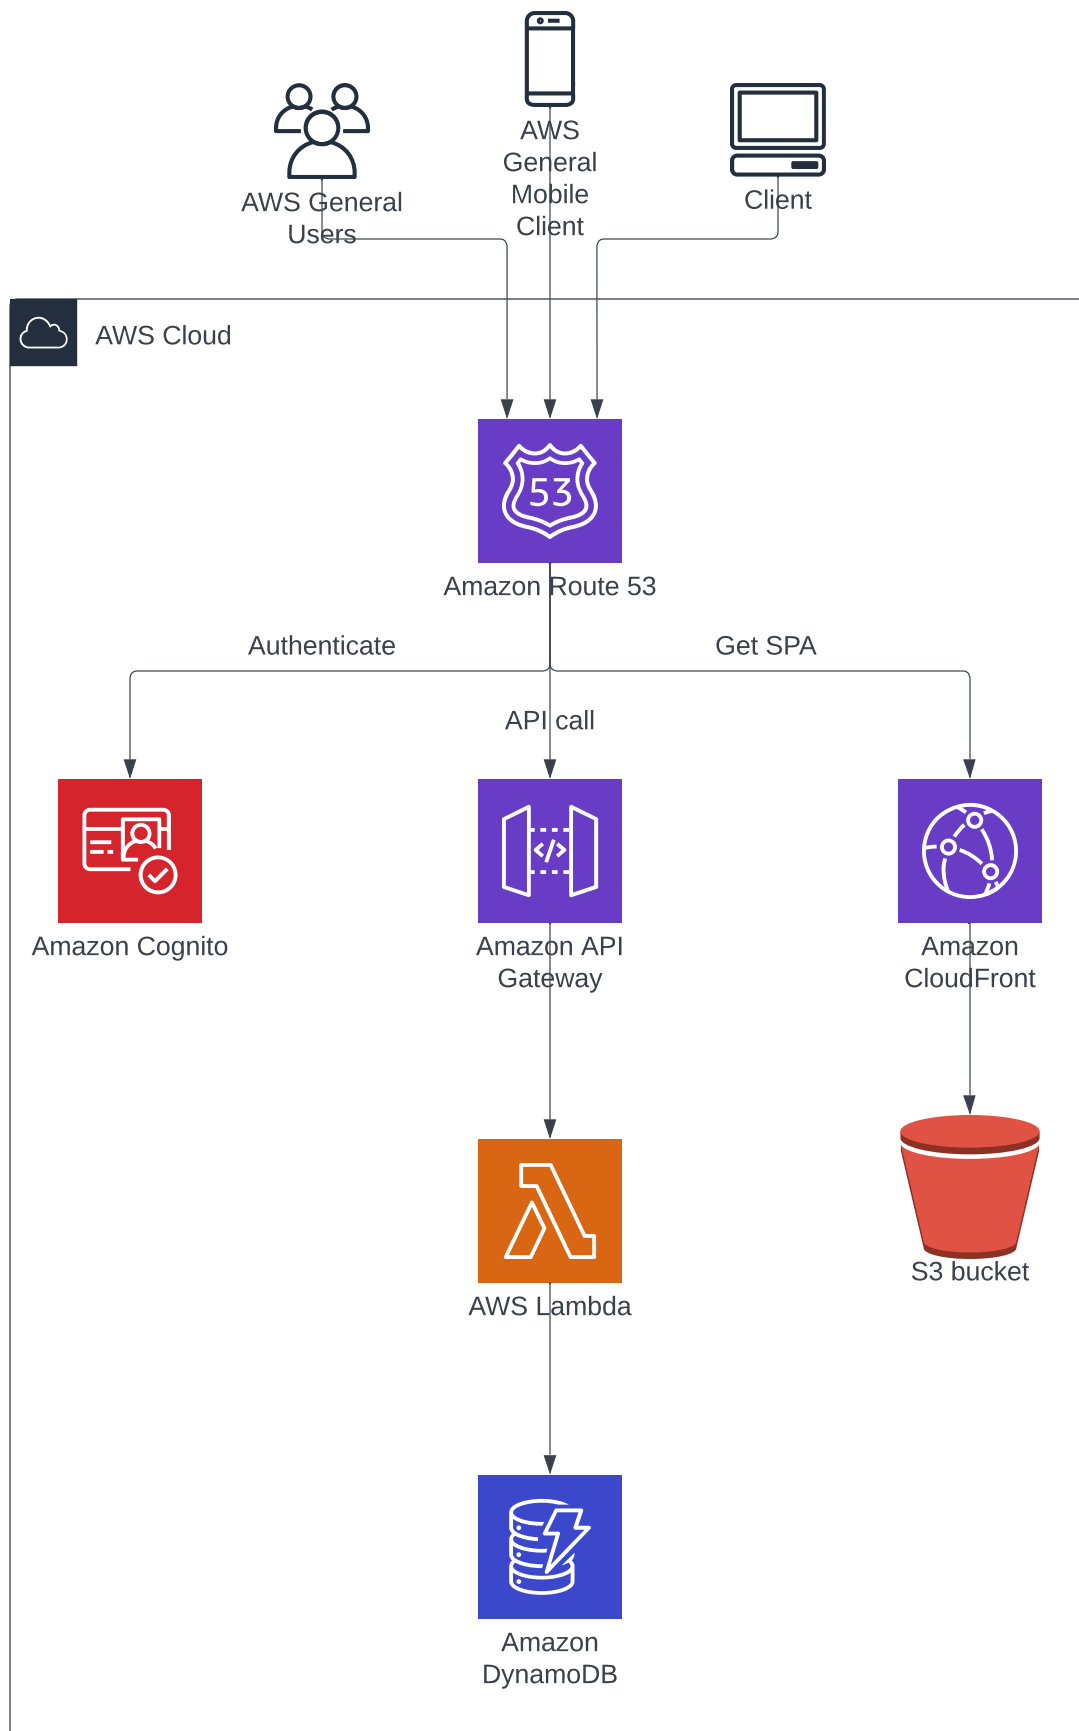 AWS
General
Mobile
Client
AWS General
Users
Client
AWS Cloud
53
Amazon Route 53
Authenticate
Get SPA
API call
</>
Amazon Cognito
Amazon API
Gateway
Amazon
CloudFront
AWS Lambda
S3 bucket
Amazon
DynamoDB